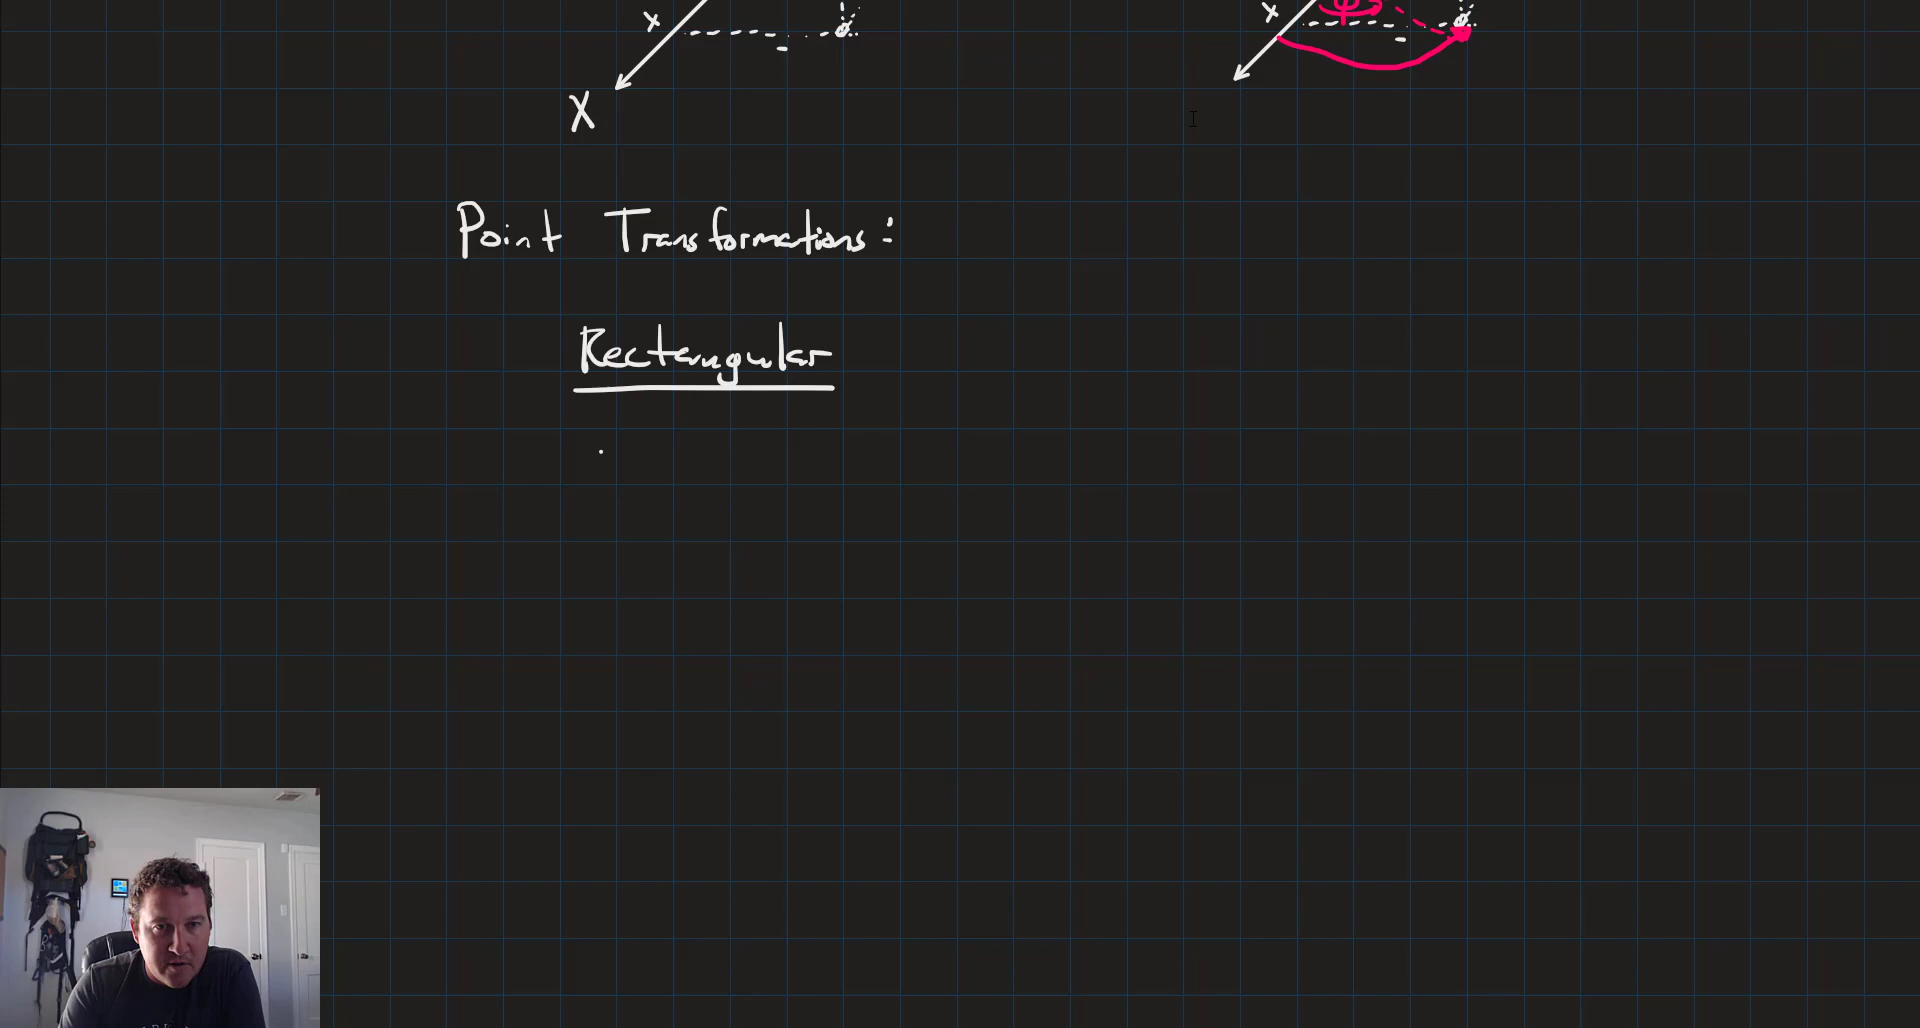 x
φ
x
X
Point Transformations:
Rectangular